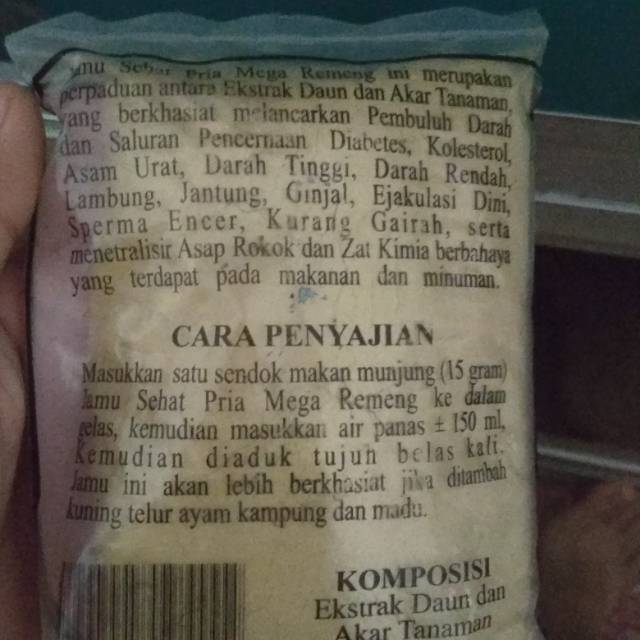 Jamu Sehat Pria Mega Remeng ini merupakan
perpaduan antara Ekstrak Daun dan Akar Tanaman,
yang berkhasiat melancarkan Pembuluh Darah
dan Saluran Pencernaan Diabetes, Kolesterol,
Asam Urat, Darah Tinggi, Darah Rendah,
Lambung, Jantung, Ginjal, Ejakulasi Dini,
Sperma Encer, Kurang Gairah, serta
menetralisir Asap Rokok dan Zat Kimia berbahaya
yang terdapat pada makanan dan minuman.
CARA PENYAJIAN
Masukkan satu sendok makan munjung (15 gram)
Jamu Sehat Pria Mega Remeng ke dalam
gelas, kemudian masukkan air panas ± 150 ml,
Kemudian diaduk tujuh belas kali.
Jamu ini akan lebih berkhasiat jika ditambah
kuning telur ayam kampung dan madu.
KOMPOSISI
Ekstrak Daun dan
Akar Tanaman